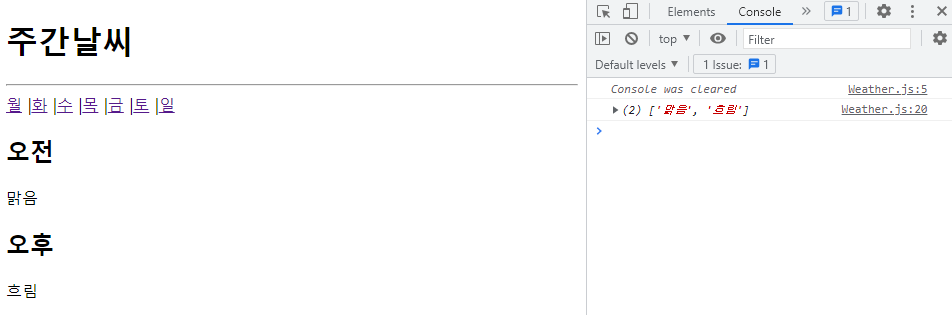 주간날씨
월 |화 |수 |목 |금 |토 |일
오전
맑음
오후
흐림
Elements Console » 1
top Filter
Default levels 1 Issue: 1
Console was cleared Weather.js:5
(2) ['맑음', '흐림'] Weather.js:20